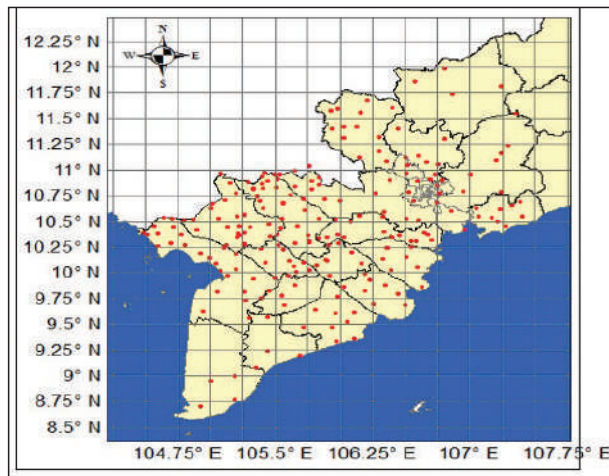 N
W E
S
12.25° N
12° N
11.75° N
11.5° N
11.25° N
11° N
10.75° N
10.5° N
10.25° N
10° N
9.75° N
9.5° N
9.25° N
9° N
8.75° N
8.5° N
104.75° E 105.5° E 106.25° E 107° E 107.75° E